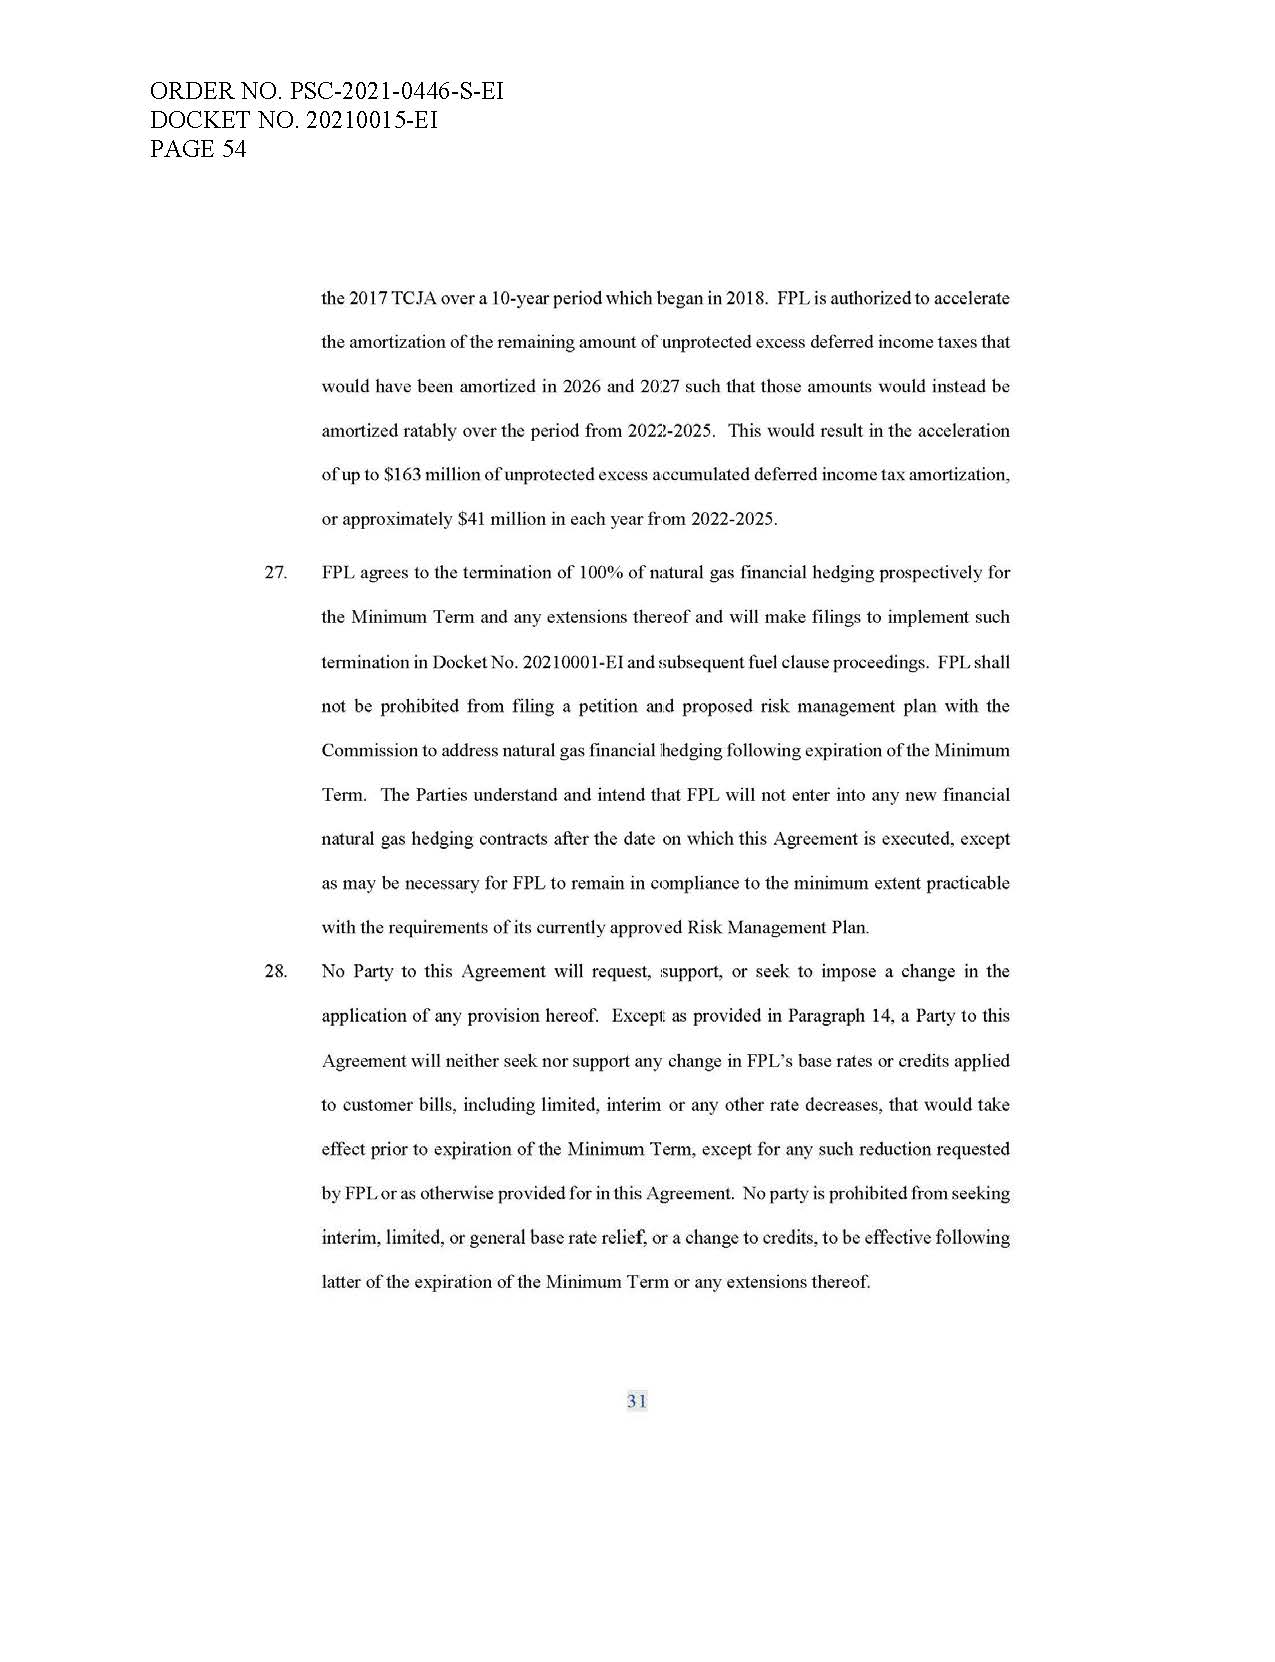 ORDER NO. PSC-2021-0446-S-EI
DOCKET NO. 20210015-EI
PAGE 54
the 2017 TCJA over a 10-year period which began in 2018. FPL is authorized to accelerate
the amortization of the remaining amount of unprotected excess deferred income taxes that
would have been amortized in 2026 and 2027 such that those amounts would instead be
amortized ratably over the period from 2022-2025. This would result in the acceleration
of up to $163 million of unprotected excess accumulated deferred income tax amortization,
or approximately $41 million in each year from 2022-2025.
27. FPL agrees to the termination of 100% of natural gas financial hedging prospectively for
the Minimum Term and any extensions thereof and will make filings to implement such
termination in Docket No. 20210001-EI and subsequent fuel clause proceedings. FPL shall
not be prohibited from filing a petition and proposed risk management plan with the
Commission to address natural gas financial hedging following expiration of the Minimum
Term. The Parties understand and intend that FPL will not enter into any new financial
natural gas hedging contracts after the date on which this Agreement is executed, except
as may be necessary for FPL to remain in compliance to the minimum extent practicable
with the requirements of its currently approved Risk Management Plan.
28. No Party to this Agreement will request, support, or seek to impose a change in the
application of any provision hereof. Except as provided in Paragraph 14, a Party to this
Agreement will neither seek nor support any change in FPL's base rates or credits applied
to customer bills, including limited, interim or any other rate decreases, that would take
effect prior to expiration of the Minimum Term, except for any such reduction requested
by FPL or as otherwise provided for in this Agreement. No party is prohibited from seeking
interim, limited, or general base rate relief, or a change to credits, to be effective following
latter of the expiration of the Minimum Term or any extensions thereof.
31